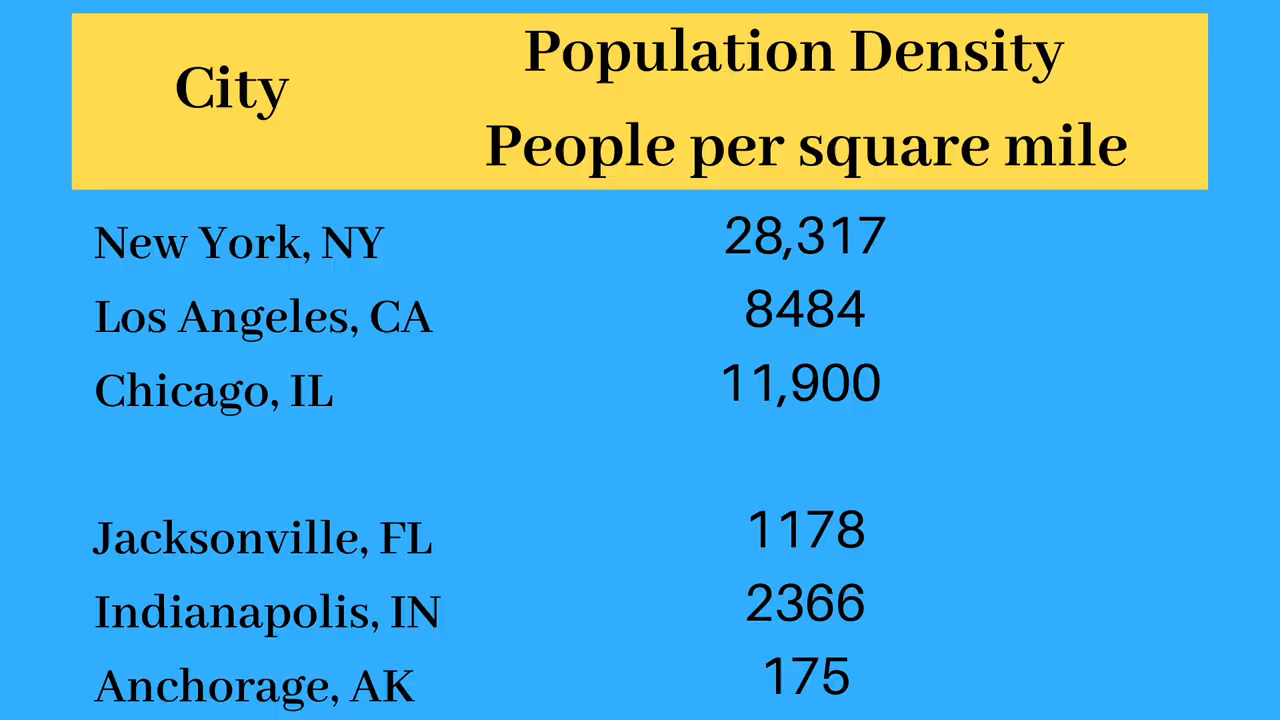 City
Population Density
People per square mile
New York, NY 28,317
Los Angeles, CA 8484
Chicago, IL 11,900
Jacksonville, FL 1178
Indianapolis, IN 2366
Anchorage, AK 175